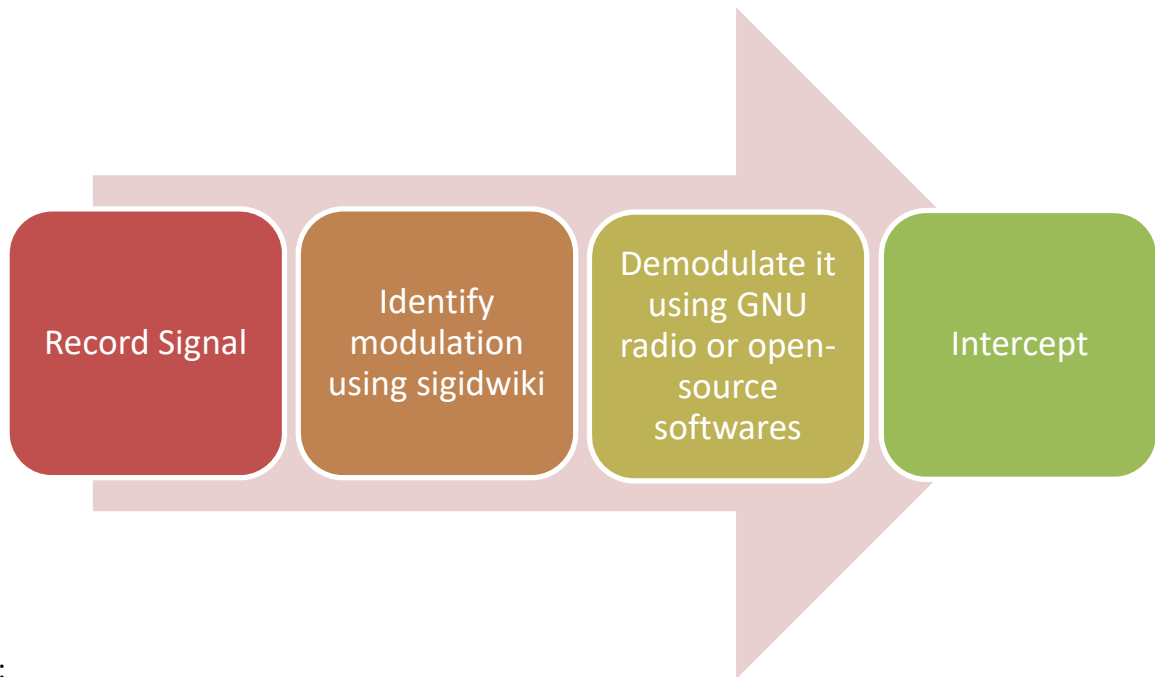 Record Signal
Identify
modulation
using sigidwiki
Demodulate it
using GNU
radio or open-
source
softwares
Intercept
: